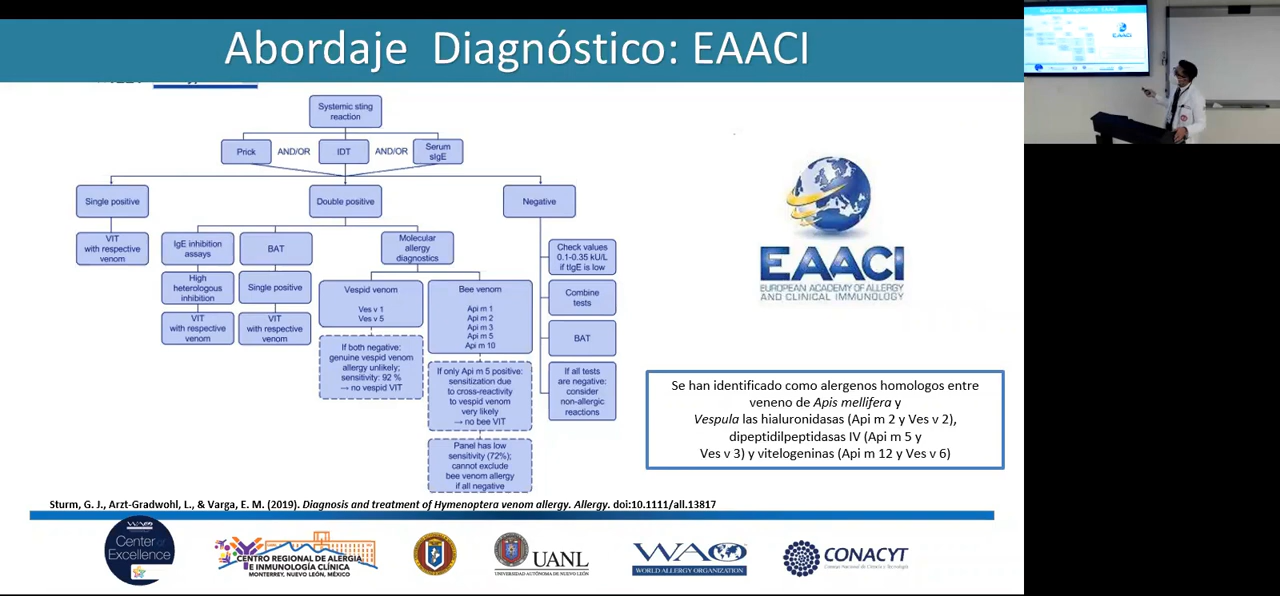 Abordaje Diagnóstico: EAACI
Systemic sting
reaction
Prick
AND/OR
IDT
AND/OR
Serum
sIgE
Single positive
Double positive
Negative
VIT
with respective
venom
IgE inhibition
assays
BAT
Molecular
allergy
diagnostics
High
heterologous
inhibition
Single positive
VIT
with respective
venom
VIT
with respective
venom
Vespid venom
Ves v 1
Ves v 5
Bee venom
Api m 1
Api m 2
Api m 3
Api m 5
Api m 10
If both negative:
genuine vespid venom
allergy unlikely;
sensitivity: 92 %
→ no vespid VIT
If only Api m 5 positive:
sensitization due
to cross-reactivity
to vespid venom
very likely
→ no bee VIT
Panel has low
sensitivity (72%);
cannot exclude
bee venom allergy
if all negative
Check values
0.1-0.35 kU/L
if tIgE is low
Combine
tests
BAT
If all tests
are negative:
consider
non-allergic
reactions
EAACI
EUROPEAN ACADEMY OF ALLERGY
AND CLINICAL IMMUNOLOGY
Se han identificado como alergenos homologos entre
veneno de Apis mellifera y
Vespula las hialuronidasas (Api m 2 y Ves v 2),
dipeptidilpeptidasas IV (Api m 5 y
Ves v 3) y vitelogeninas (Api m 12 y Ves v 6)
Sturm, G. J., Arzt-Gradwohl, L., & Varga, E. M. (2019). Diagnosis and treatment of Hymenoptera venom allergy. Allergy. doi:10.1111/all.13817
WAO
Center of
Excellence
CENTRO REGIONAL DE ALERGIA
E INMUNOLOGÍA CLÍNICA
MONTERREY, NUEVO LEÓN, MÉXICO
UANL
UNIVERSIDAD AUTÓNOMA DE NUEVO LEÓN
WAO
WORLD ALLERGY ORGANIZATION
CONACYT
Consejo Nacional de Ciencia y Tecnología
Abordaje Diagnóstico: EAACI
EAACI